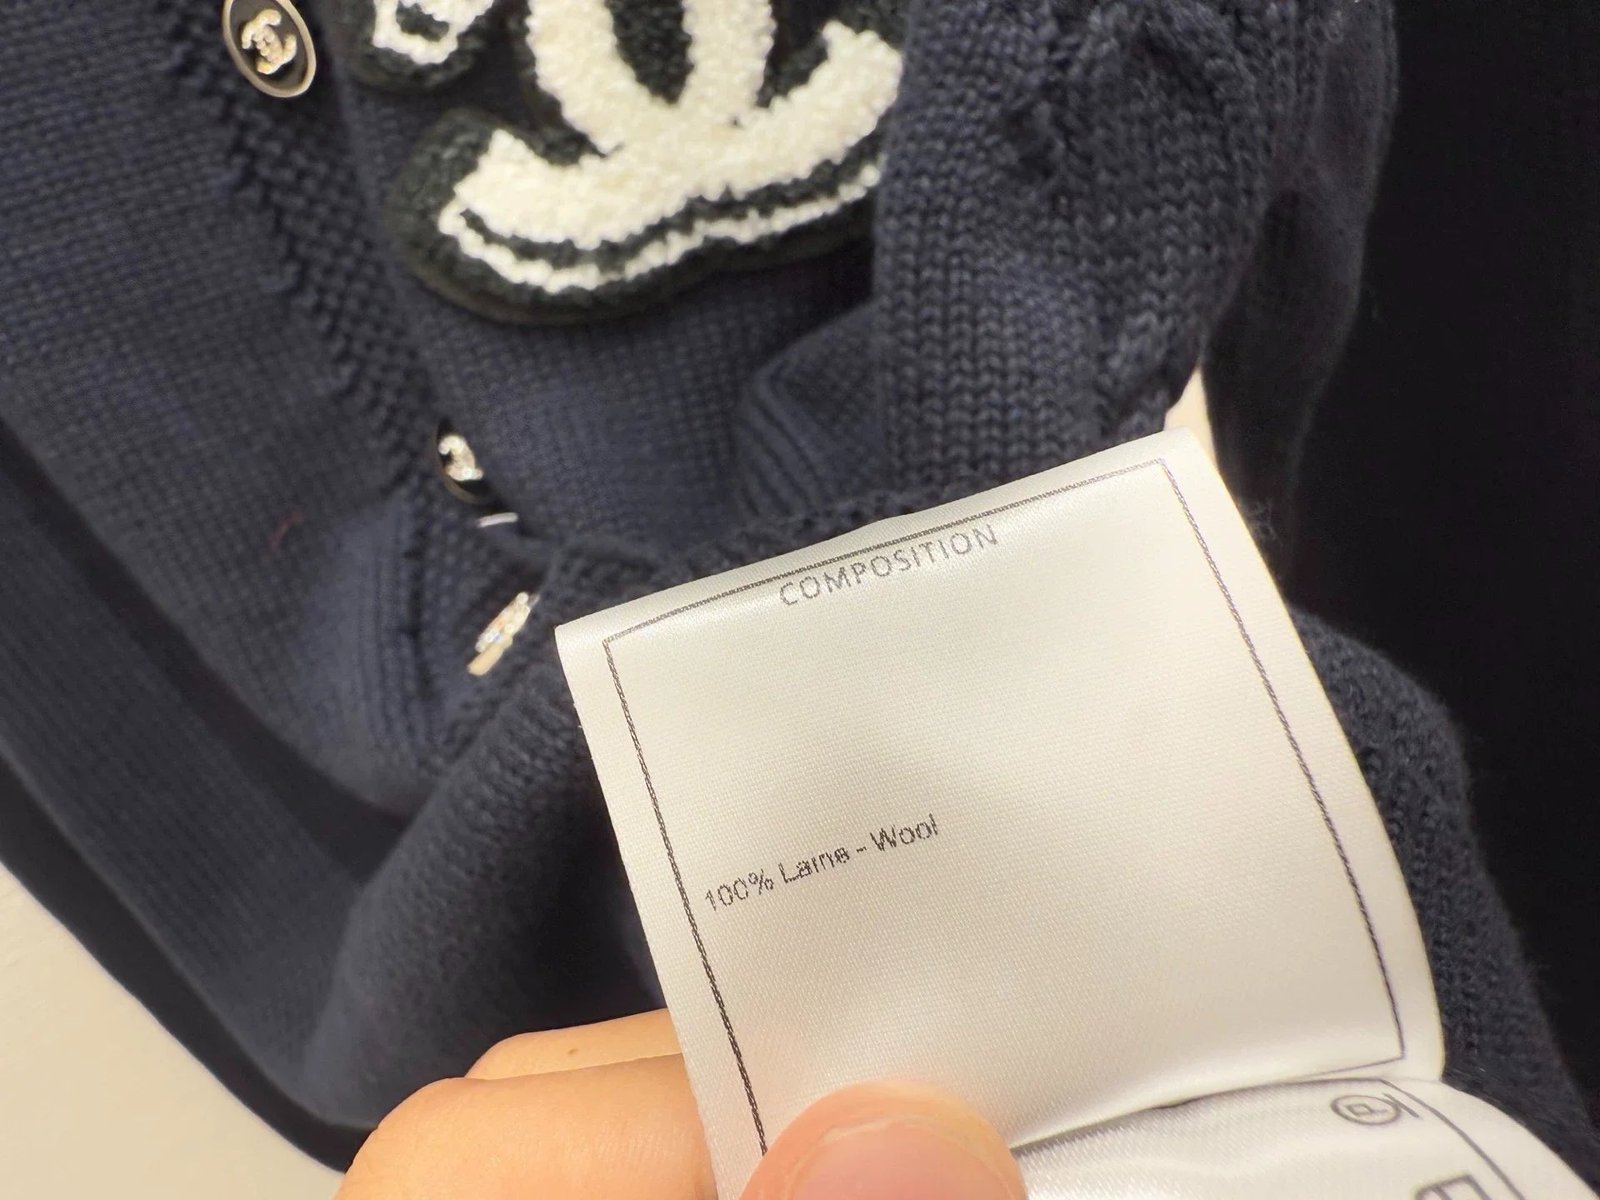 COMPOSITION
100% Laine - Wool
P